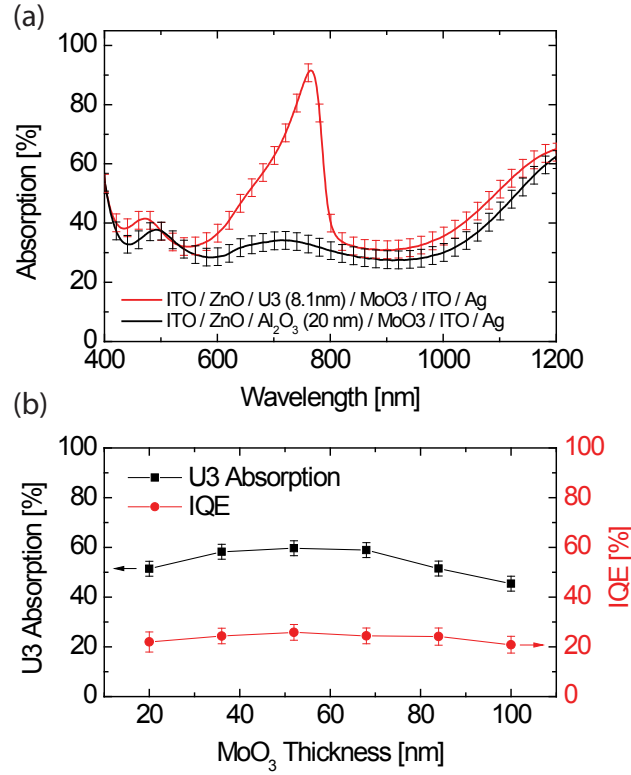 (a)
100
80
60
40
20
0
Absorption [%]
ITO / ZnO / U3 (8.1nm) / MoO3 / ITO / Ag
ITO / ZnO / Al₂O₃ (20 nm) / MoO3 / ITO / Ag
400 600 800 1000 1200
Wavelength [nm]
(b)
100
80
60
40
20
0
U3 Absorption [%]
U3 Absorption
IQE
100
80
60
40
20
0
IQE [%]
20 40 60 80 100
MoO₃ Thickness [nm]